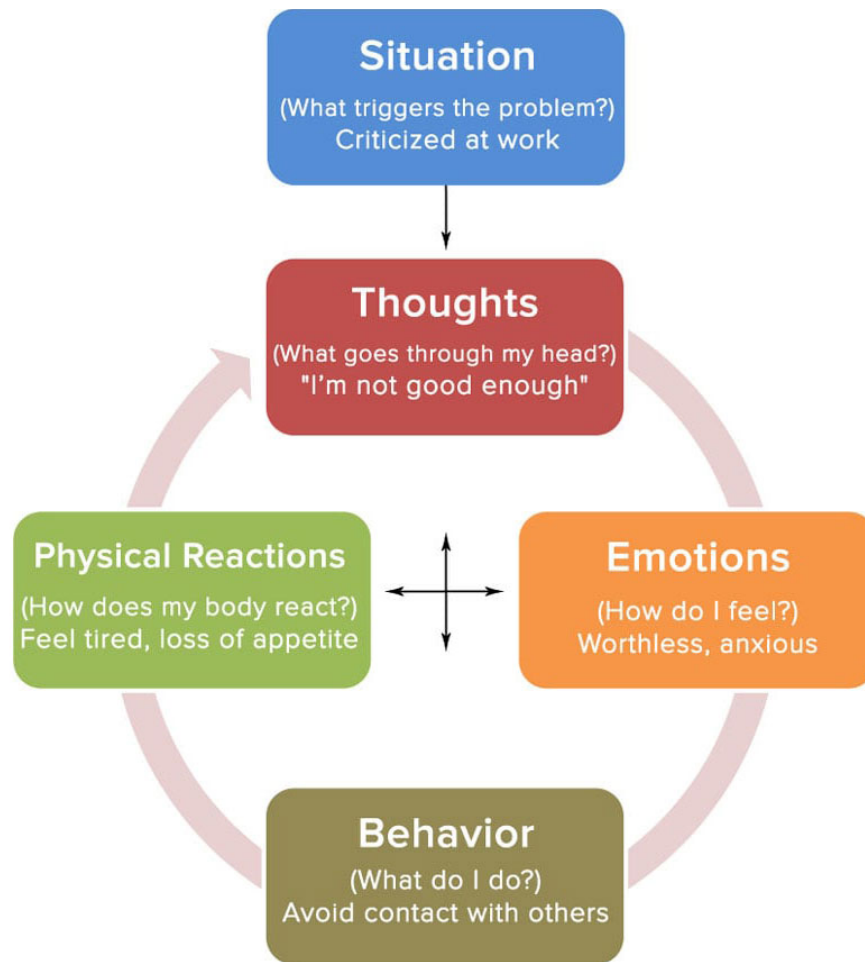 Situation
(What triggers the problem?)
Criticized at work
Thoughts
(What goes through my head?)
"I’m not good enough"
Physical Reactions
(How does my body react?)
Feel tired, loss of appetite
Emotions
(How do I feel?)
Worthless, anxious
Behavior
(What do I do?)
Avoid contact with others